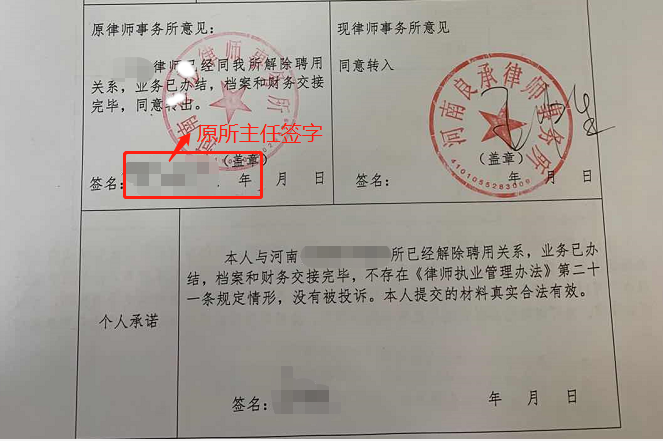 原律师事务所意见:
律师已经同我所解除聘用
关系，业务已办结，档案和财务交接
完毕，同意转出。
原所主任签字
（盖章）
签名: 年 月 日
现律师事务所意见
同意转入
河南良承律师事务所
4101055283009
（盖章）
签名: 年 月 日
个人承诺
本人与河南 所已经解除聘用关系，业务已办
结，档案和财务交接完毕，不存在《律师执业管理办法》第二十
一条规定情形，没有被投诉。本人提交的材料真实合法有效。
签名: 年 月 日